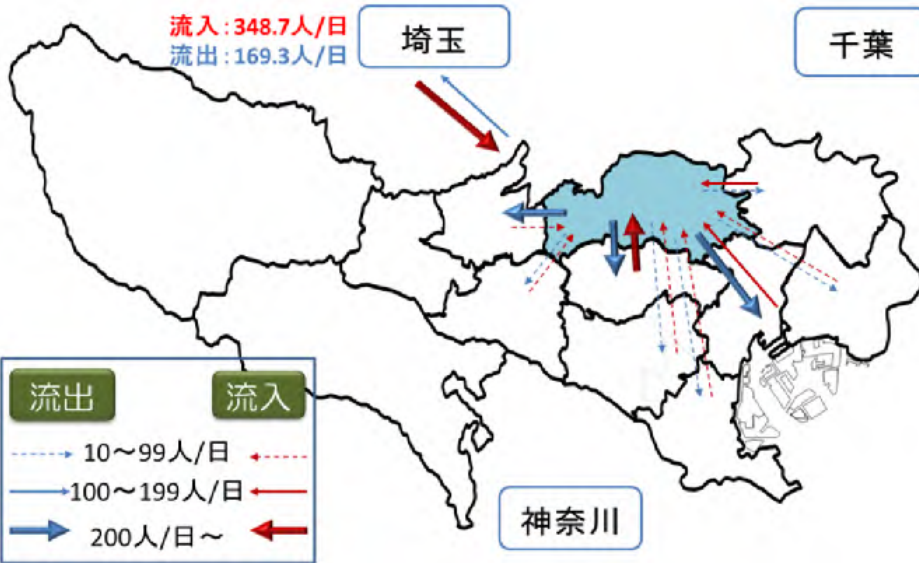 流入：348.7人/日
流出：169.3人/日
埼玉
千葉
流出
流入
10～99人/日
100～199人/日
200人/日～
神奈川